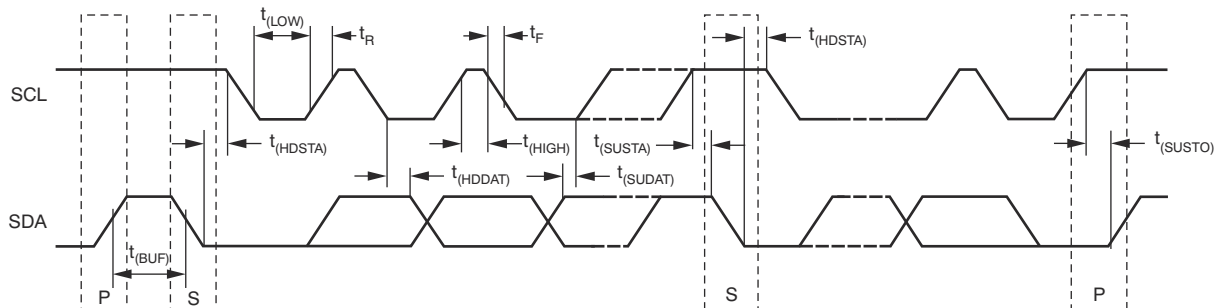 t(LOW)
tR
tF
t(HDSTA)
SCL
t(HDSTA)
t(HIGH)
t(SUSTA)
t(SUSTO)
t(HDDAT)
t(SUDAT)
SDA
t(BUF)
P
S
S
P